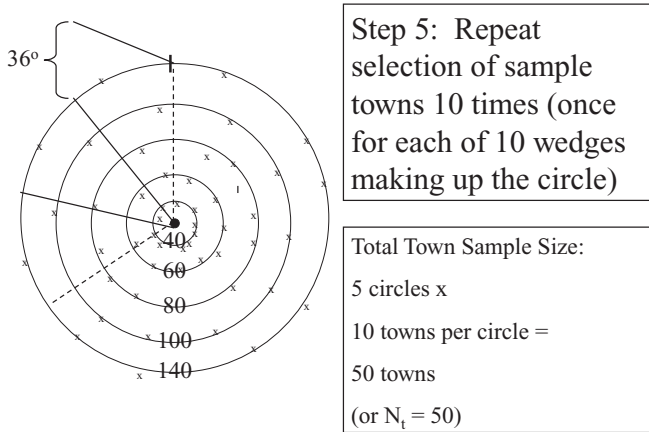 36º
40
60
80
100
140
Step 5: Repeat
selection of sample
towns 10 times (once
for each of 10 wedges
making up the circle)
Total Town Sample Size:
5 circles x
10 towns per circle =
50 towns
(or Nt = 50)